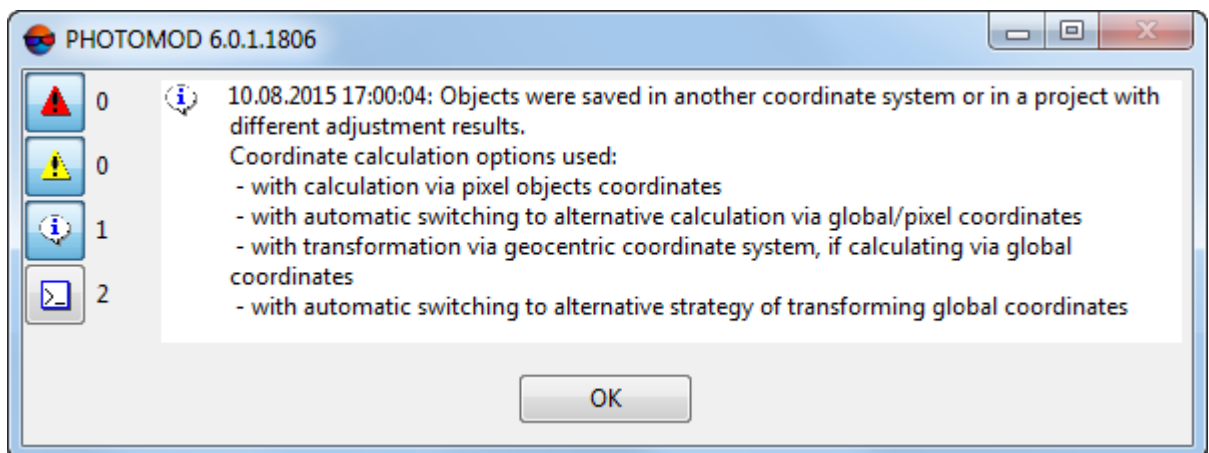 PHOTOMOD 6.0.1.1806
0
0
1
2
10.08.2015 17:00:04: Objects were saved in another coordinate system or in a project with
different adjustment results.
Coordinate calculation options used:
- with calculation via pixel objects coordinates
- with automatic switching to alternative calculation via global/pixel coordinates
- with transformation via geocentric coordinate system, if calculating via global
coordinates
- with automatic switching to alternative strategy of transforming global coordinates
OK